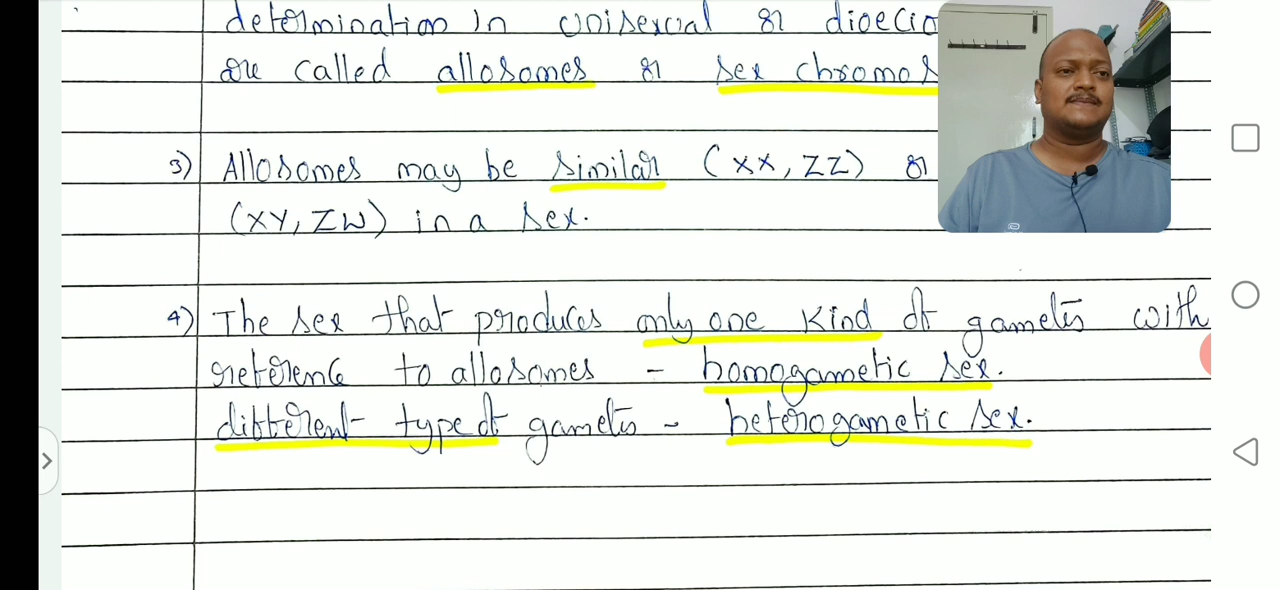 determination in unisexual or dioecio
are called allosomes or sex chromos
3) Allosomes may be similar (XX, ZZ) or
(XY, ZW) in a sex.
4) The sex that produces only one kind of gametes with
reference to allosomes - homogametic sex.
different type of gametes - heterogametic sex.